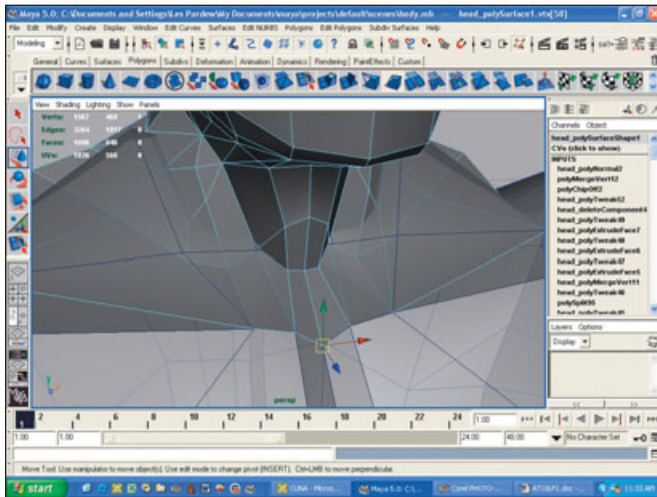 Maya 5.0: C:\Documents and Settings\Les Pardew\My Documents\maya\projects\default\scenes\body.mb --- head_polySurface1.vtx[58]
File Edit Modify Create Display Window Edit Curves Surfaces Edit NURBS Polygons Edit Polygons Subdiv Surfaces Help
Modeling
General Curves Surfaces Polygons Subdivs Deformation Animation Dynamics Rendering PaintEffects Custom
View Shading Lighting Show Panels
Verts:
Edges:
Faces:
UVs:
persp
Channels Object
head_polySurfaceShape1
CVs (click to show)
INPUTS
head_polyNormal2
polyMergeVert12
polyChipOff2
head_polyTweak52
head_deleteComponent4
head_polyTweak49
head_polyExtrudeFace7
head_polyTweak48
head_polyExtrudeFace6
head_polyTweak47
head_polyExtrudeFace5
head_polyMergeVert11
head_polyTweak46
polySplit95
Layers Options
Display
1 2 4 6 8 10 12 14 16 18 20 22 24 1.00
1.00 1.00 24.00 48.00 No Character Set
Move Tool: Use manipulator to move object(s). Use edit mode to change pivot (INSERT). Ctrl+LMB to move perpendicular.
start Maya 5.0: C:\... Corel PHOTO-... 11:33 AM